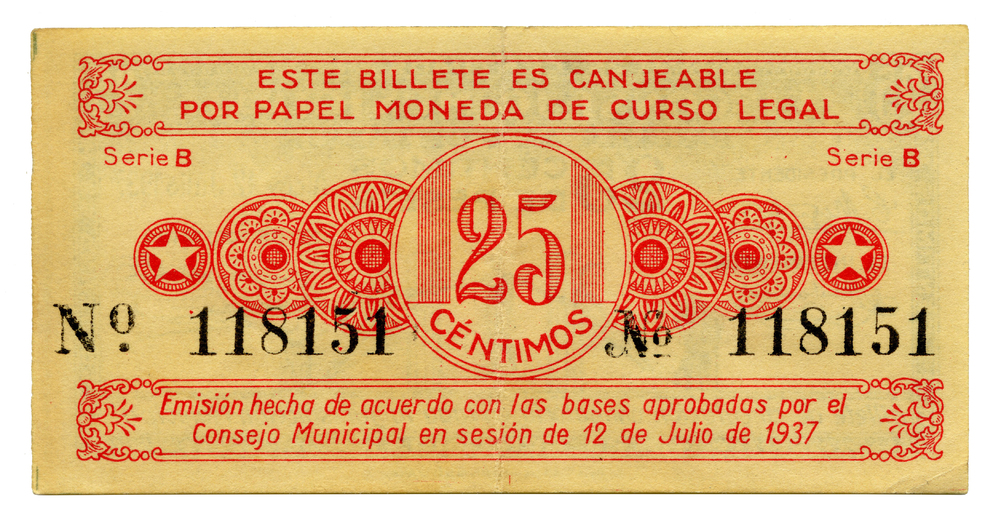 ESTE BILLETE ES CANJEABLE
POR PAPEL MONEDA DE CURSO LEGAL
Serie B Serie B
25
CÉNTIMOS
Nº 118151 Nº 118151
Emisión hecha de acuerdo con las bases aprobadas por el
Consejo Municipal en sesión de 12 de Julio de 1937